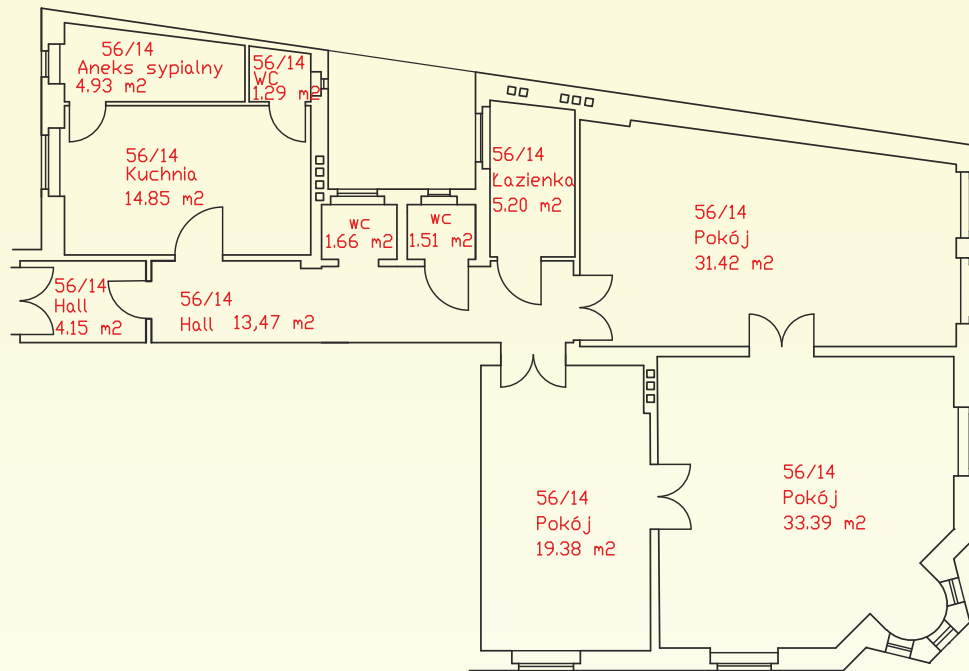 56/14
Aneks sypialny
4.93 m2
56/14
WC
1.29 m2
56/14
Kuchnia
14.85 m2
wc
1.66 m2
wc
1.51 m2
56/14
Łazienka
5.20 m2
56/14
Pokój
31.42 m2
56/14
Hall
4.15 m2
56/14
Hall 13,47 m2
56/14
Pokój
19.38 m2
56/14
Pokój
33.39 m2